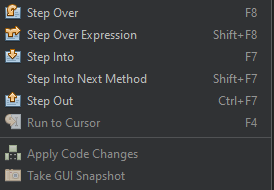 Step Over F8
Step Over Expression Shift+F8
Step Into F7
Step Into Next Method Shift+F7
Step Out Ctrl+F7
Run to Cursor F4
Apply Code Changes
Take GUI Snapshot